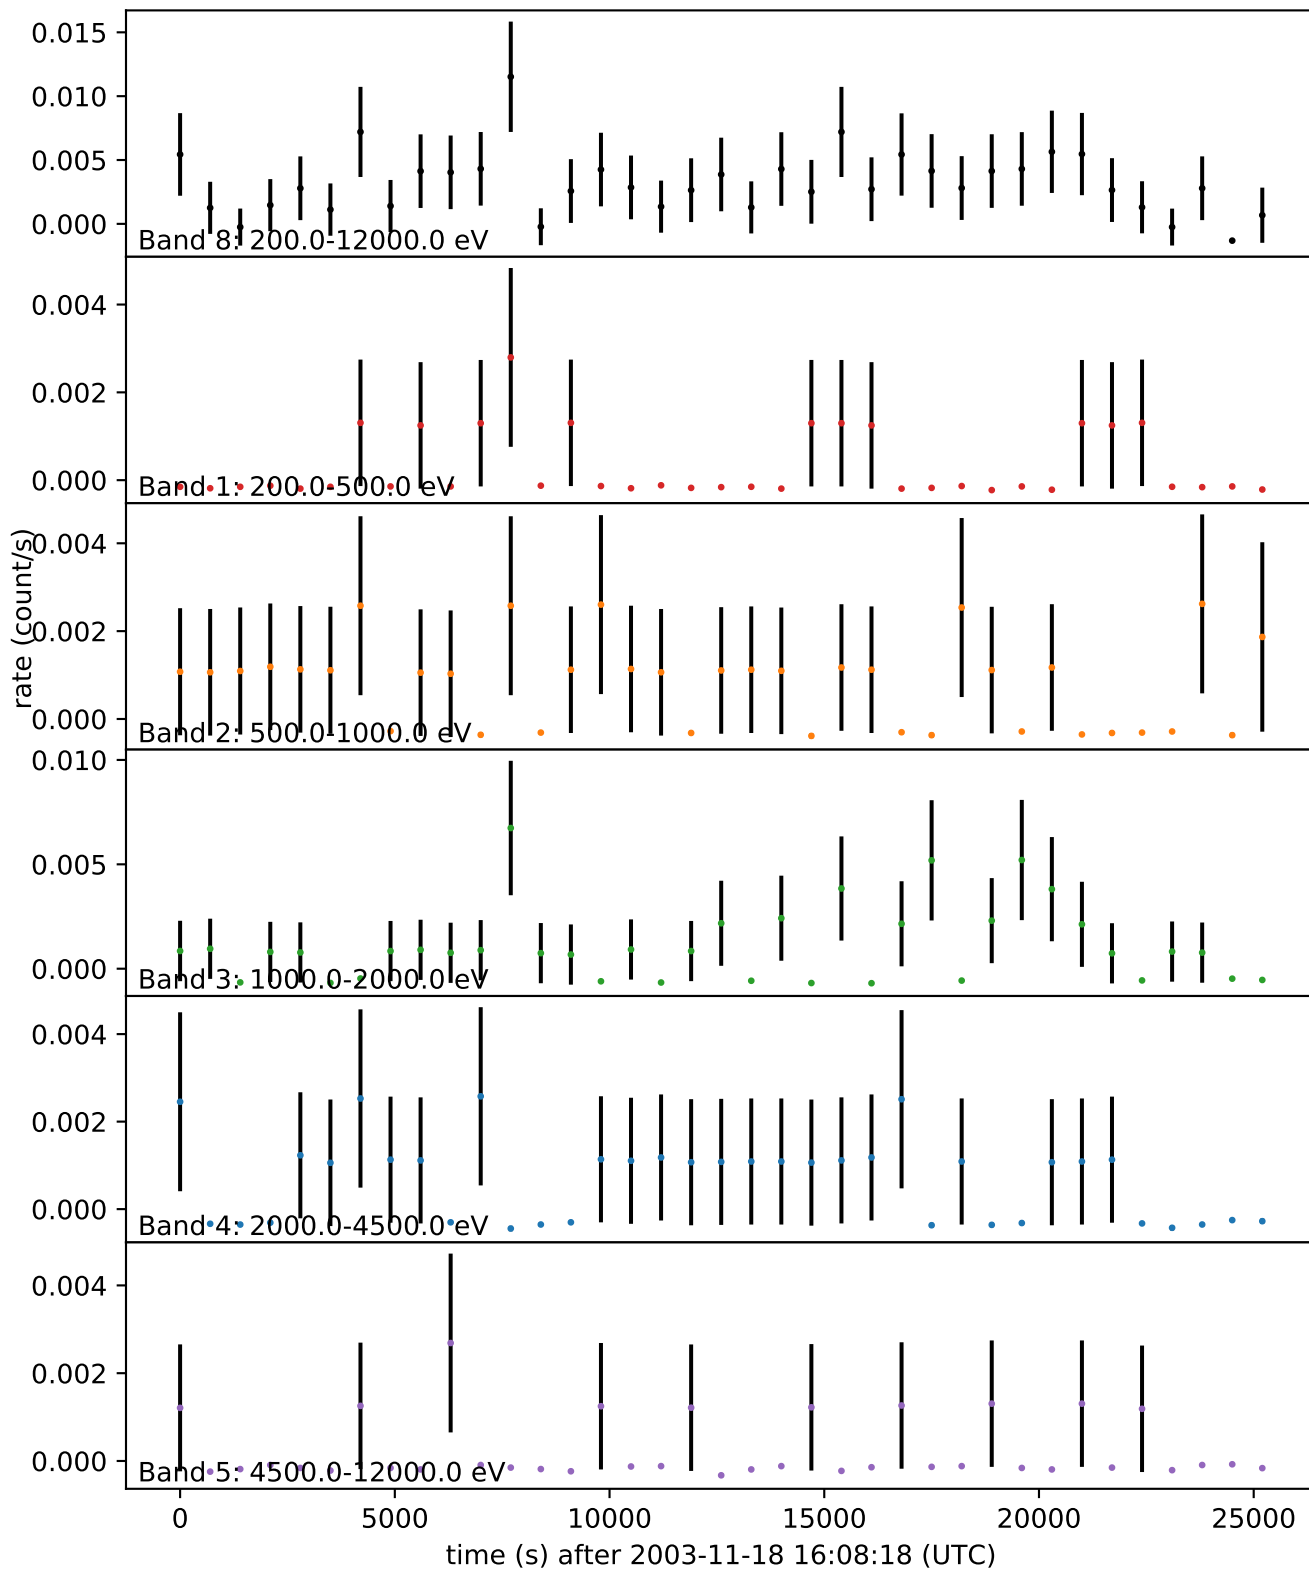 0.015
0.010
0.005
0.000
Band 8: 200.0-12000.0 eV
0.004
0.002
0.000
Band 1: 200.0-500.0 eV
rate (count/s)
0.004
0.002
0.000
Band 2: 500.0-1000.0 eV
0.010
0.005
0.000
Band 3: 1000.0-2000.0 eV
0.004
0.002
0.000
Band 4: 2000.0-4500.0 eV
0.004
0.002
0.000
Band 5: 4500.0-12000.0 eV
0 5000 10000 15000 20000 25000
time (s) after 2003-11-18 16:08:18 (UTC)